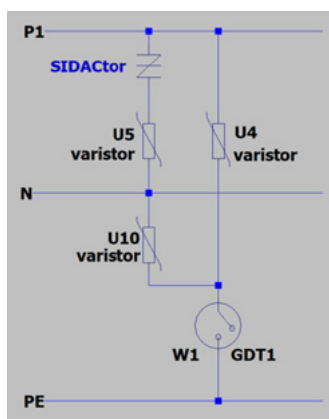 P1
SIDACtor
U5
varistor
U4
varistor
N
U10
varistor
W1 GDT1
PE